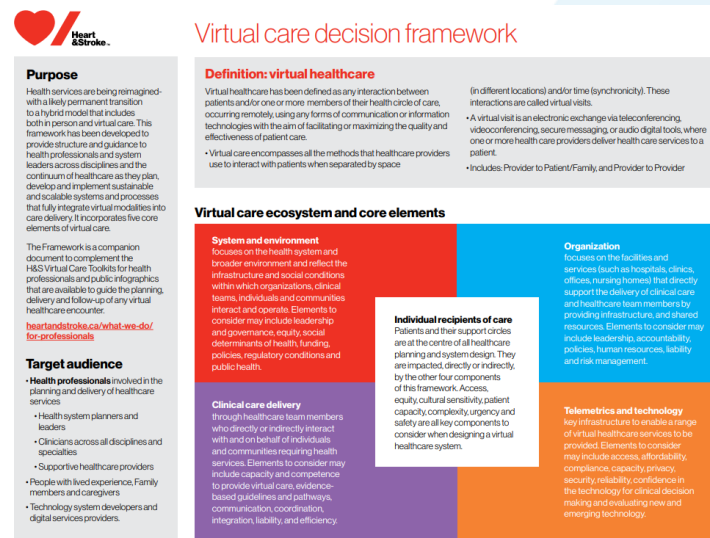 Heart
&Stroke™
Virtual care decision framework
Purpose
Health services are being reimagined-
with a likely permanent transition
to a hybrid model that includes
both in person and virtual care. This
framework has been developed to
provide structure and guidance to
health professionals and system
leaders across disciplines and the
continuum of healthcare as they plan,
develop and implement sustainable
and scalable systems and processes
that fully integrate virtual modalities into
care delivery. It incorporates five core
elements of virtual care.
The Framework is a companion
document to complement the
H&S Virtual Care Toolkits for health
professionals and public infographics
that are available to guide the planning,
delivery and follow-up of any virtual
healthcare encounter.
heartandstroke.ca/what-we-do/
for-professionals
Target audience
• Health professionals involved in the
planning and delivery of healthcare
services
• Health system planners and
leaders
• Clinicians across all disciplines and
specialties
• Supportive healthcare providers
• People with lived experience, Family
members and caregivers
• Technology system developers and
digital services providers.
Definition: virtual healthcare
Virtual healthcare has been defined as any interaction between
patients and/or one or more members of their health circle of care,
occurring remotely, using any forms of communication or information
technologies with the aim of facilitating or maximizing the quality and
effectiveness of patient care.
• Virtual care encompasses all the methods that healthcare providers
use to interact with patients when separated by space
(in different locations) and/or time (synchronicity). These
interactions are called virtual visits.
• A virtual visit is an electronic exchange via teleconferencing,
videoconferencing, secure messaging, or audio digital tools, where
one or more health care providers deliver health care services to a
patient.
• Includes: Provider to Patient/Family, and Provider to Provider
Virtual care ecosystem and core elements
System and environment
focuses on the health system and
broader environment and reflect the
infrastructure and social conditions
within which organizations, clinical
teams, individuals and communities
interact and operate. Elements to
consider may include leadership
and governance, equity, social
determinants of health, funding,
policies, regulatory conditions and
public health.
Organization
focuses on the facilities and
services (such as hospitals, clinics,
offices, nursing homes) that directly
support the delivery of clinical care
and healthcare team members by
providing infrastructure, and shared
resources. Elements to consider may
include leadership, accountability,
policies, human resources, liability
and risk management.
Individual recipients of care
Patients and their support circles
are at the centre of all healthcare
planning and system design. They
are impacted, directly or indirectly,
by the other four components
of this framework. Access,
equity, cultural sensitivity, patient
capacity, complexity, urgency and
safety are all key components to
consider when designing a virtual
healthcare system.
Clinical care delivery
through healthcare team members
who directly or indirectly interact
with and on behalf of individuals
and communities requiring health
services. Elements to consider may
include capacity and competence
to provide virtual care, evidence-
based guidelines and pathways,
communication, coordination,
integration, liability, and efficiency.
Telemetrics and technology
key infrastructure to enable a range
of virtual healthcare services to be
provided. Elements to consider
may include access, affordability,
compliance, capacity, privacy,
security, reliability, confidence in
the technology for clinical decision
making and evaluating new and
emerging technology.